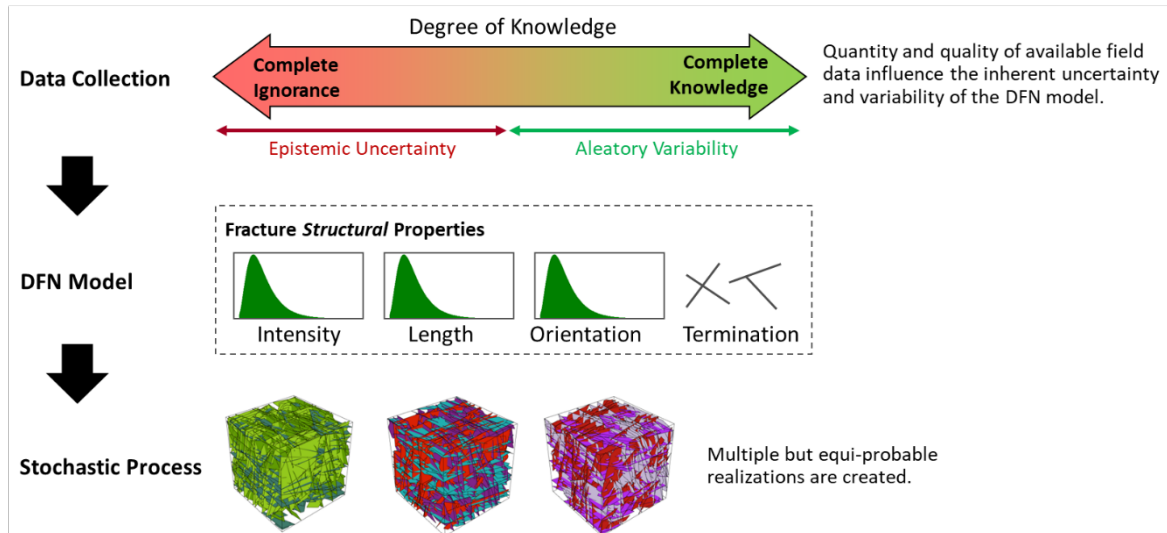 Degree of Knowledge
Data Collection
Complete
Ignorance
Complete
Knowledge
Quantity and quality of available field
data influence the inherent uncertainty
and variability of the DFN model.
Epistemic Uncertainty
Aleatory Variability
DFN Model
Fracture Structural Properties
Intensity
Length
Orientation
Termination
Stochastic Process
Multiple but equi-probable
realizations are created.